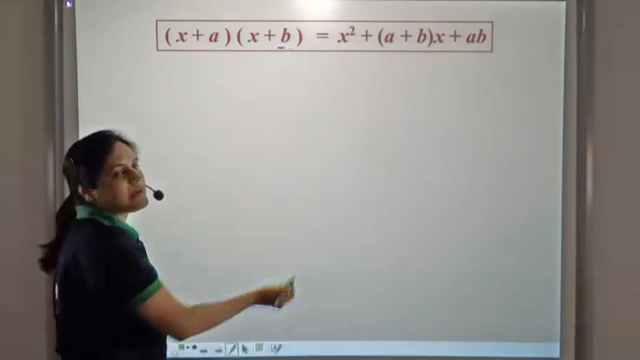 ( x + a ) ( x + b ) = x² + (a + b)x + ab